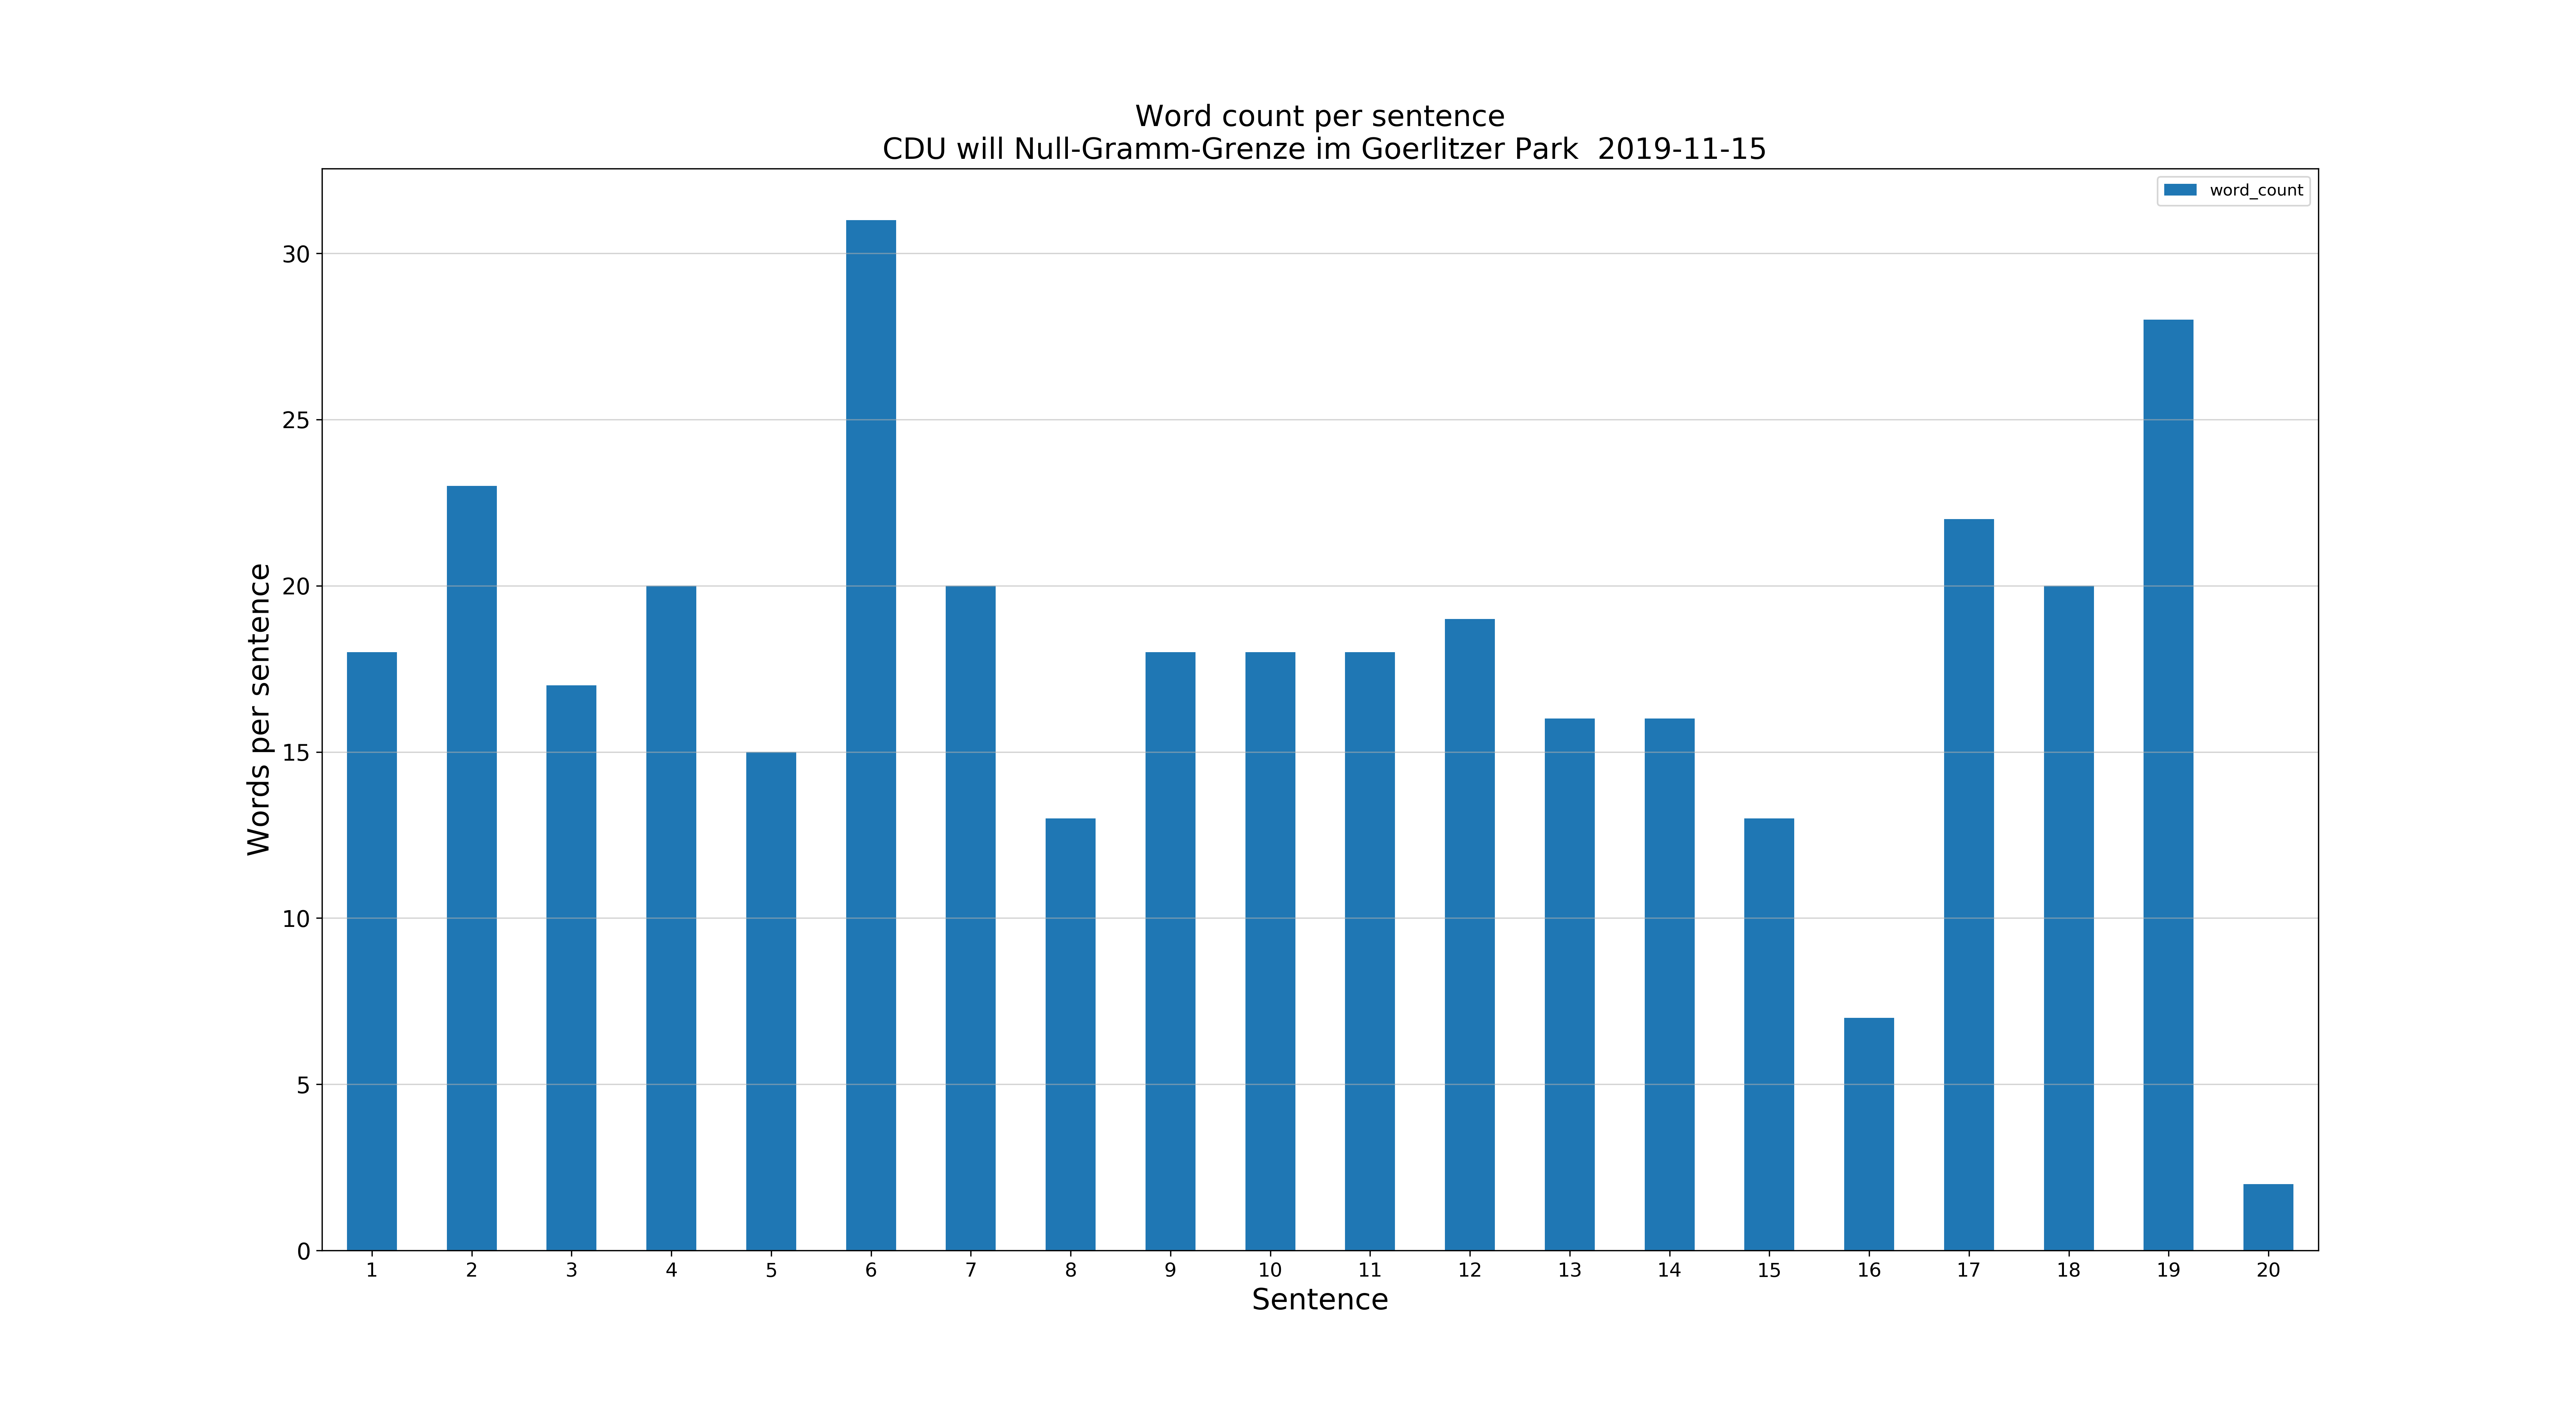 Word count per sentence
CDU will Null-Gramm-Grenze im Goerlitzer Park  2019-11-15
word_count
30
25
20
15
10
5
0
Words per sentence
1 2 3 4 5 6 7 8 9 10 11 12 13 14 15 16 17 18 19 20
Sentence